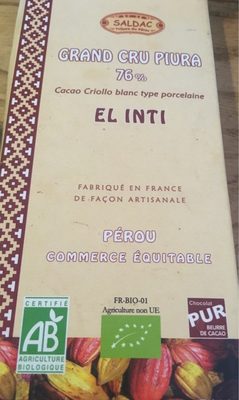 SALDAC
GRAND CRU PIURA
76%
Cacao Criollo blanc type porcelaine
EL INTI
FABRIQUÉ EN FRANCE
DE FAÇON ARTISANALE
PÉROU
COMMERCE ÉQUITABLE
CERTIFIÉ
AB
AGRICULTURE
BIOLOGIQUE
FR-BIO-01
Agriculture non UE
Chocolat
PUR
BEURRE
DE CACAO